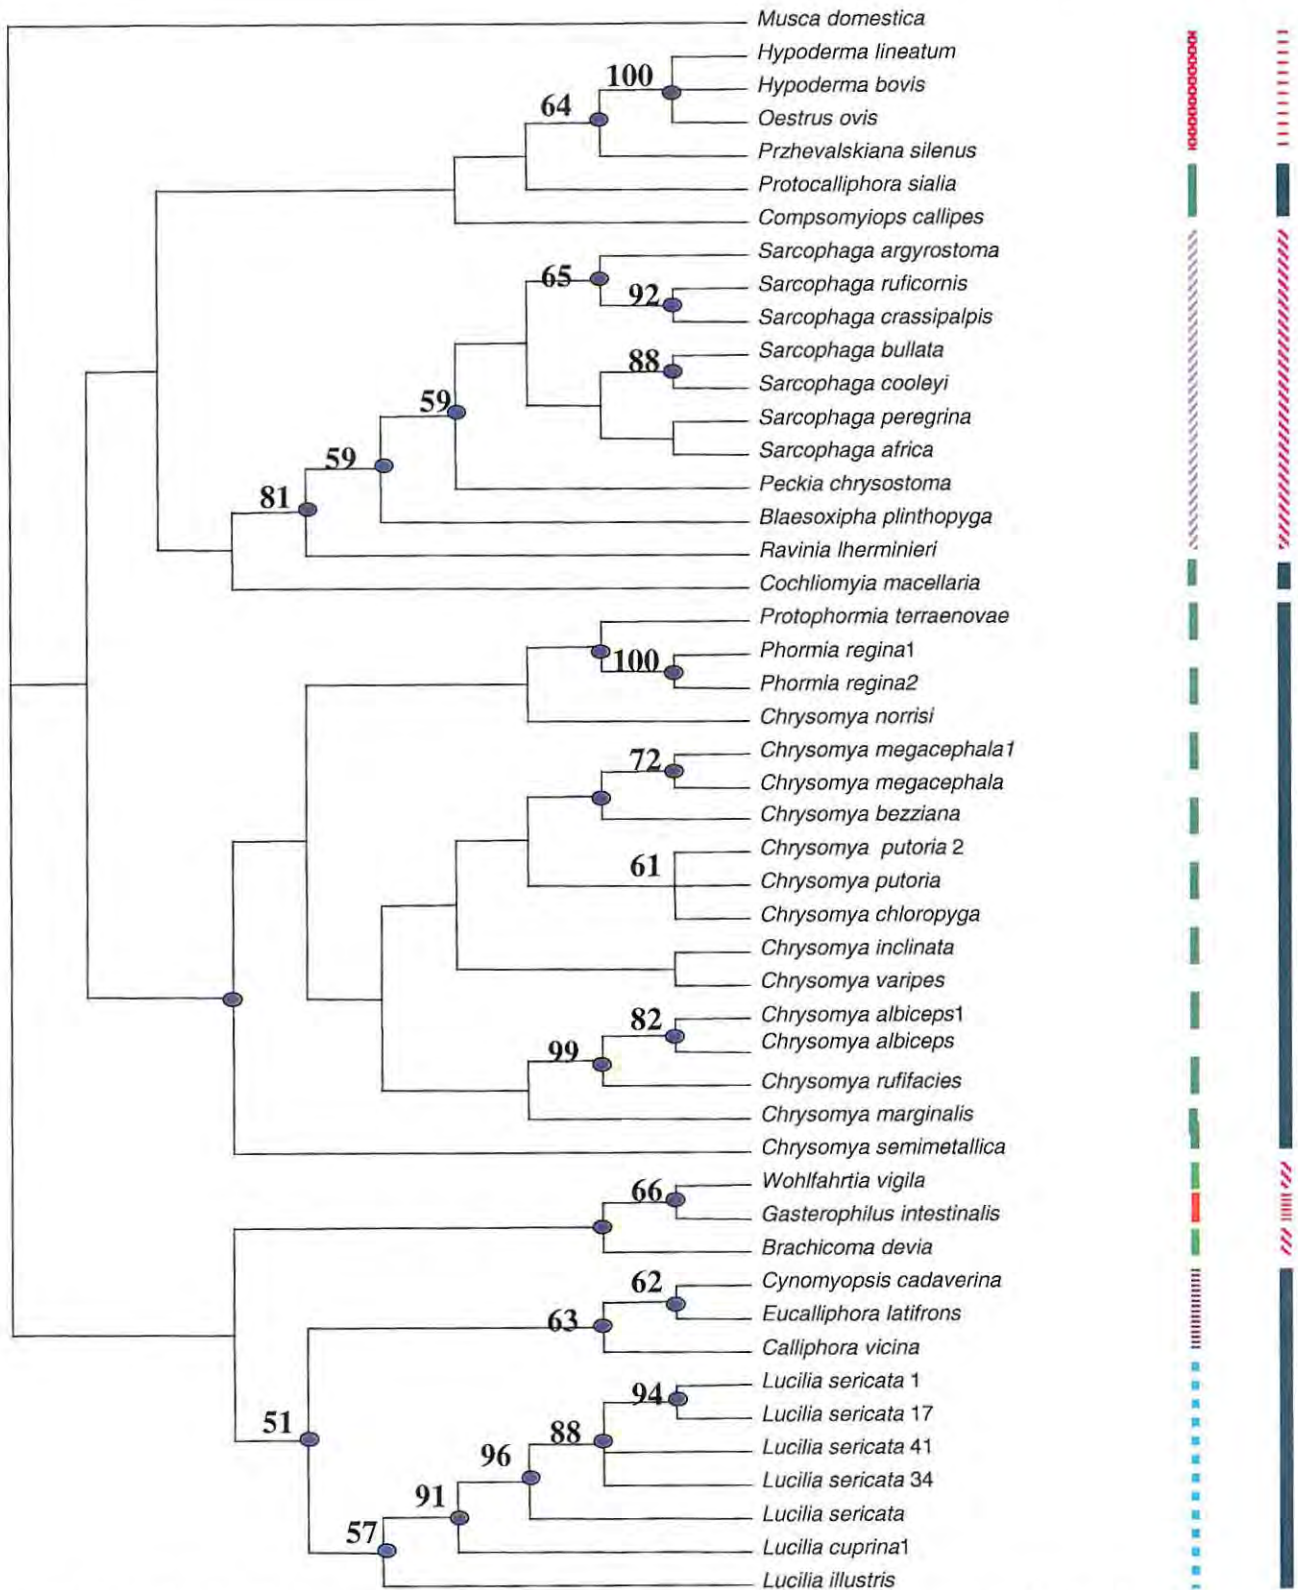 Musca domestica
Hypoderma lineatum
100
Hypoderma bovis
64
Oestrus ovis
Przhevalskiana silenus
Protocalliphora sialia
Compsomyiops callipes
Sarcophaga argyrostoma
65
Sarcophaga ruficornis
92
Sarcophaga crassipalpis
Sarcophaga bullata
88
Sarcophaga cooleyi
59
Sarcophaga peregrina
Sarcophaga africa
59
Peckia chrysostoma
81
Blaesoxipha plinthopyga
Ravinia lherminieri
Cochliomyia macellaria
Protophormia terraenovae
Phormia regina1
100
Phormia regina2
Chrysomya norrisi
Chrysomya megacephala1
72
Chrysomya megacephala
Chrysomya bezziana
Chrysomya putoria 2
61
Chrysomya putoria
Chrysomya chloropyga
Chrysomya inclinata
Chrysomya varipes
Chrysomya albiceps1
82
Chrysomya albiceps
99
Chrysomya rufifacies
Chrysomya marginalis
Chrysomya semimetallica
Wohlfahrtia vigila
66
Gasterophilus intestinalis
Brachicoma devia
Cynomyopsis cadaverina
62
Eucalliphora latifrons
63
Calliphora vicina
Lucilia sericata 1
94
Lucilia sericata 17
51
88
Lucilia sericata 41
96
Lucilia sericata 34
91
Lucilia sericata
57
Lucilia cuprina1
Lucilia illustris